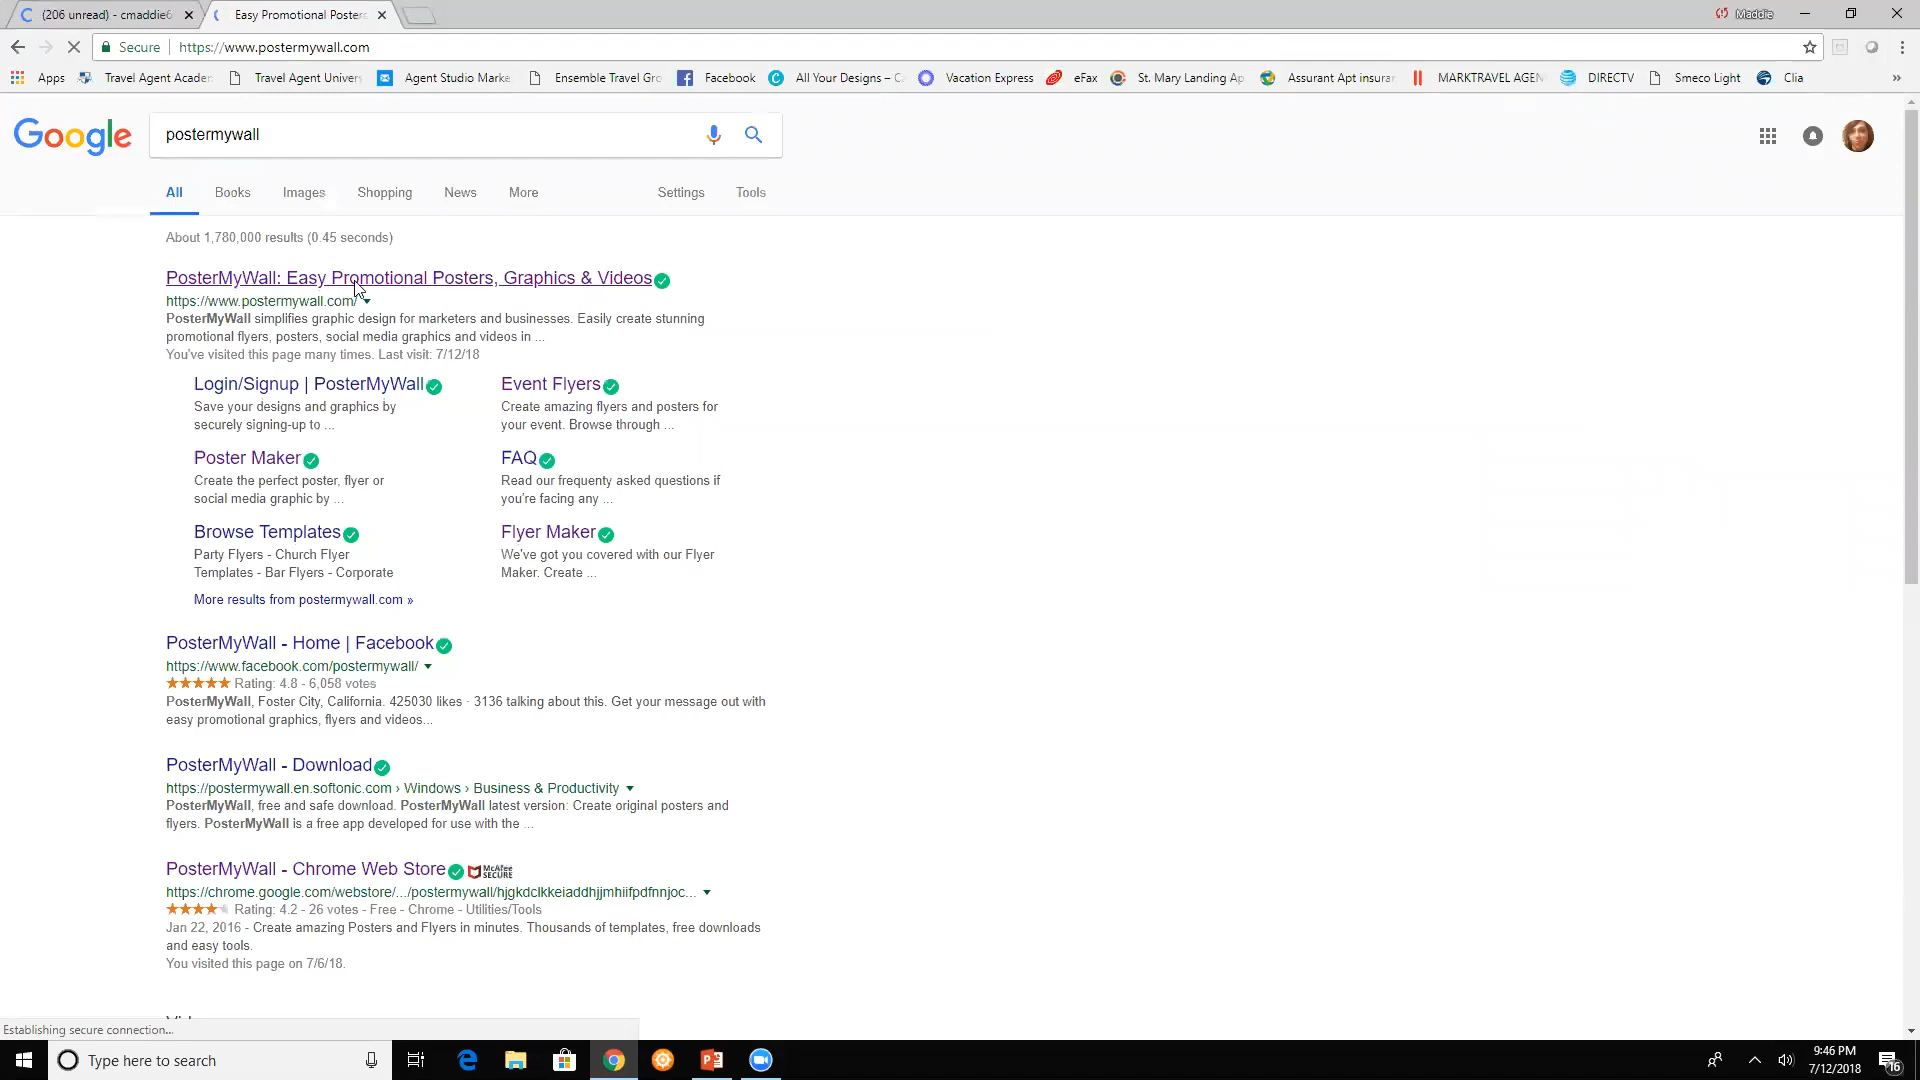 (206 unread) - cmaddie6
Easy Promotional Posters
Maddie
Secure
https://www.postermywall.com
Apps
Travel Agent Academ
Travel Agent Univers
Agent Studio Marke
Ensemble Travel Gro
Facebook
All Your Designs – Ca
Vacation Express
eFax
St. Mary Landing Ap
Assurant Apt insura
MARKTRAVEL AGEN
DIRECTV
Smeco Light
Clia
»
Google
postermywall
All
Books
Images
Shopping
News
More
Settings
Tools
About 1,780,000 results (0.45 seconds)
PosterMyWall: Easy Promotional Posters, Graphics & Videos
https://www.postermywall.com/
PosterMyWall simplifies graphic design for marketers and businesses. Easily create stunning
promotional flyers, posters, social media graphics and videos in ...
You've visited this page many times. Last visit: 7/12/18
Login/Signup | PosterMyWall
Save your designs and graphics by
securely signing-up to ...
Event Flyers
Create amazing flyers and posters for
your event. Browse through ...
Poster Maker
Create the perfect poster, flyer or
social media graphic by ...
FAQ
Read our frequenty asked questions if
you're facing any ...
Browse Templates
Party Flyers - Church Flyer
Templates - Bar Flyers - Corporate
Flyer Maker
We've got you covered with our Flyer
Maker. Create ...
More results from postermywall.com »
PosterMyWall - Home | Facebook
https://www.facebook.com/postermywall/
Rating: 4.8 - 6,058 votes
PosterMyWall, Foster City, California. 425030 likes · 3136 talking about this. Get your message out with
easy promotional graphics, flyers and videos...
PosterMyWall - Download
https://postermywall.en.softonic.com › Windows › Business & Productivity
PosterMyWall, free and safe download. PosterMyWall latest version: Create original posters and
flyers. PosterMyWall is a free app developed for use with the ...
PosterMyWall - Chrome Web Store
McAfee
SECURE
https://chrome.google.com/webstore/.../postermywall/hjgkdclkkeiaddhjjmhiifpdfnnjoc...
Rating: 4.2 - 26 votes - Free - Chrome - Utilities/Tools
Jan 22, 2016 - Create amazing Posters and Flyers in minutes. Thousands of templates, free downloads
and easy tools.
You visited this page on 7/6/18.
Establishing secure connection...
Type here to search
9:46 PM
7/12/2018
16